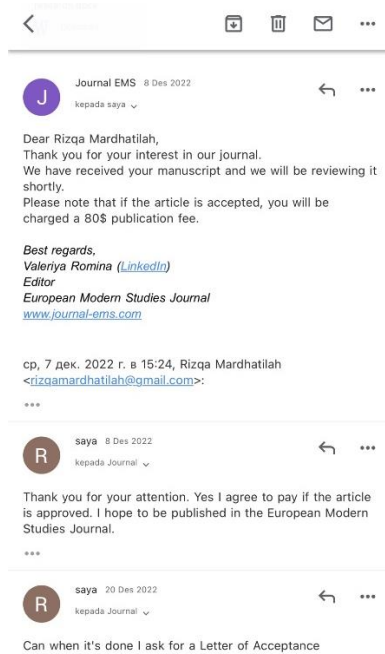 J
Journal EMS 8 Des 2022
kepada saya
Dear Rizqa Mardhatilah,
Thank you for your interest in our journal.
We have received your manuscript and we will be reviewing it
shortly.
Please note that if the article is accepted, you will be
charged a 80$ publication fee.
Best regards,
Valeriya Romina (LinkedIn)
Editor
European Modern Studies Journal
www.journal-ems.com
ср, 7 дек. 2022 г. в 15:24, Rizqa Mardhatilah
<rizqamardhatilah@gmail.com>:
R
saya 8 Des 2022
kepada Journal
Thank you for your attention. Yes I agree to pay if the article
is approved. I hope to be published in the European Modern
Studies Journal.
R
saya 20 Des 2022
kepada Journal
Can when it's done I ask for a Letter of Acceptance